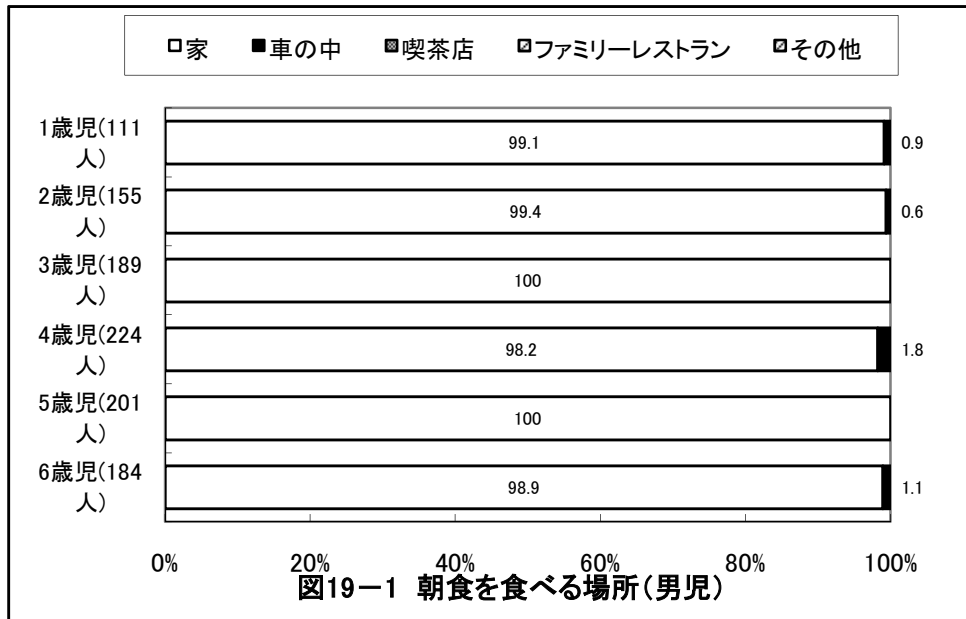 家 車の中 喫茶店 ファミリーレストラン その他
1歳児(111
人)
99.1
0.9
2歳児(155
人)
99.4
0.6
3歳児(189
人)
100
4歳児(224
人)
98.2
1.8
5歳児(201
人)
100
6歳児(184
人)
98.9
1.1
0% 20% 40% 60% 80% 100%
図19－1 朝食を食べる場所(男児)